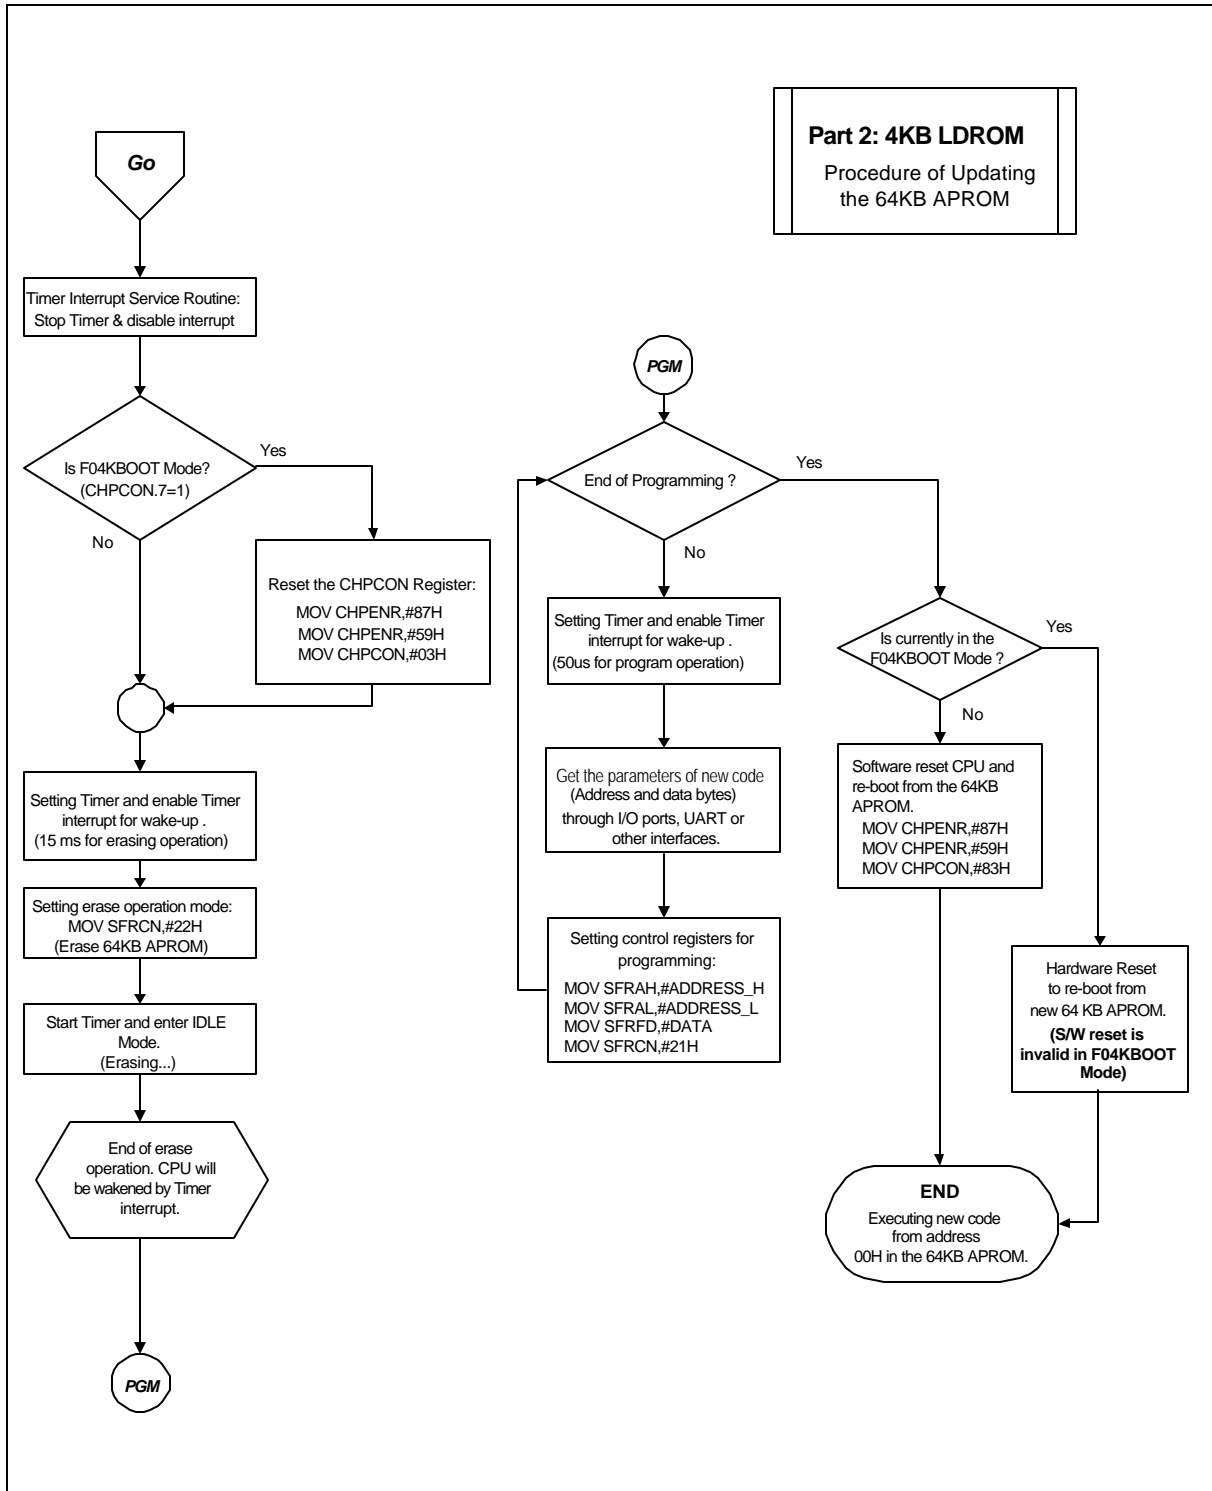 Part 2: 4KB LDROM
Procedure of Updating
the 64KB APROM
Go
Timer Interrupt Service Routine:
Stop Timer & disable interrupt
Is F04KBOOT Mode?
(CHPCON.7=1)
Yes
No
Reset the CHPCON Register:
MOV CHPENR,#87H
MOV CHPENR,#59H
MOV CHPCON,#03H
Setting Timer and enable Timer
interrupt for wake-up .
(15 ms for erasing operation)
Setting erase operation mode:
MOV SFRCN,#22H
(Erase 64KB APROM)
Start Timer and enter IDLE
Mode.
(Erasing...)
End of erase
operation. CPU will
be wakened by Timer
interrupt.
PGM
PGM
End of Programming ?
Yes
No
Setting Timer and enable Timer
interrupt for wake-up .
(50us for program operation)
Get the parameters of new code
(Address and data bytes)
through I/O ports, UART or
other interfaces.
Setting control registers for
programming:
MOV SFRAH,#ADDRESS_H
MOV SFRAL,#ADDRESS_L
MOV SFRFD,#DATA
MOV SFRCN,#21H
Is currently in the
F04KBOOT Mode ?
Yes
No
Software reset CPU and
re-boot from the 64KB
APROM.
MOV CHPENR,#87H
MOV CHPENR,#59H
MOV CHPCON,#83H
Hardware Reset
to re-boot from
new 64 KB APROM.
(S/W reset is
invalid in F04KBOOT
Mode)
END
Executing new code
from address
00H in the 64KB APROM.